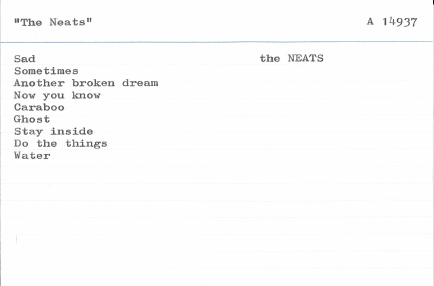 "The Neats" A 14937
Sad the NEATS
Sometimes
Another broken dream
Now you know
Caraboo
Ghost
Stay inside
Do the things
Water